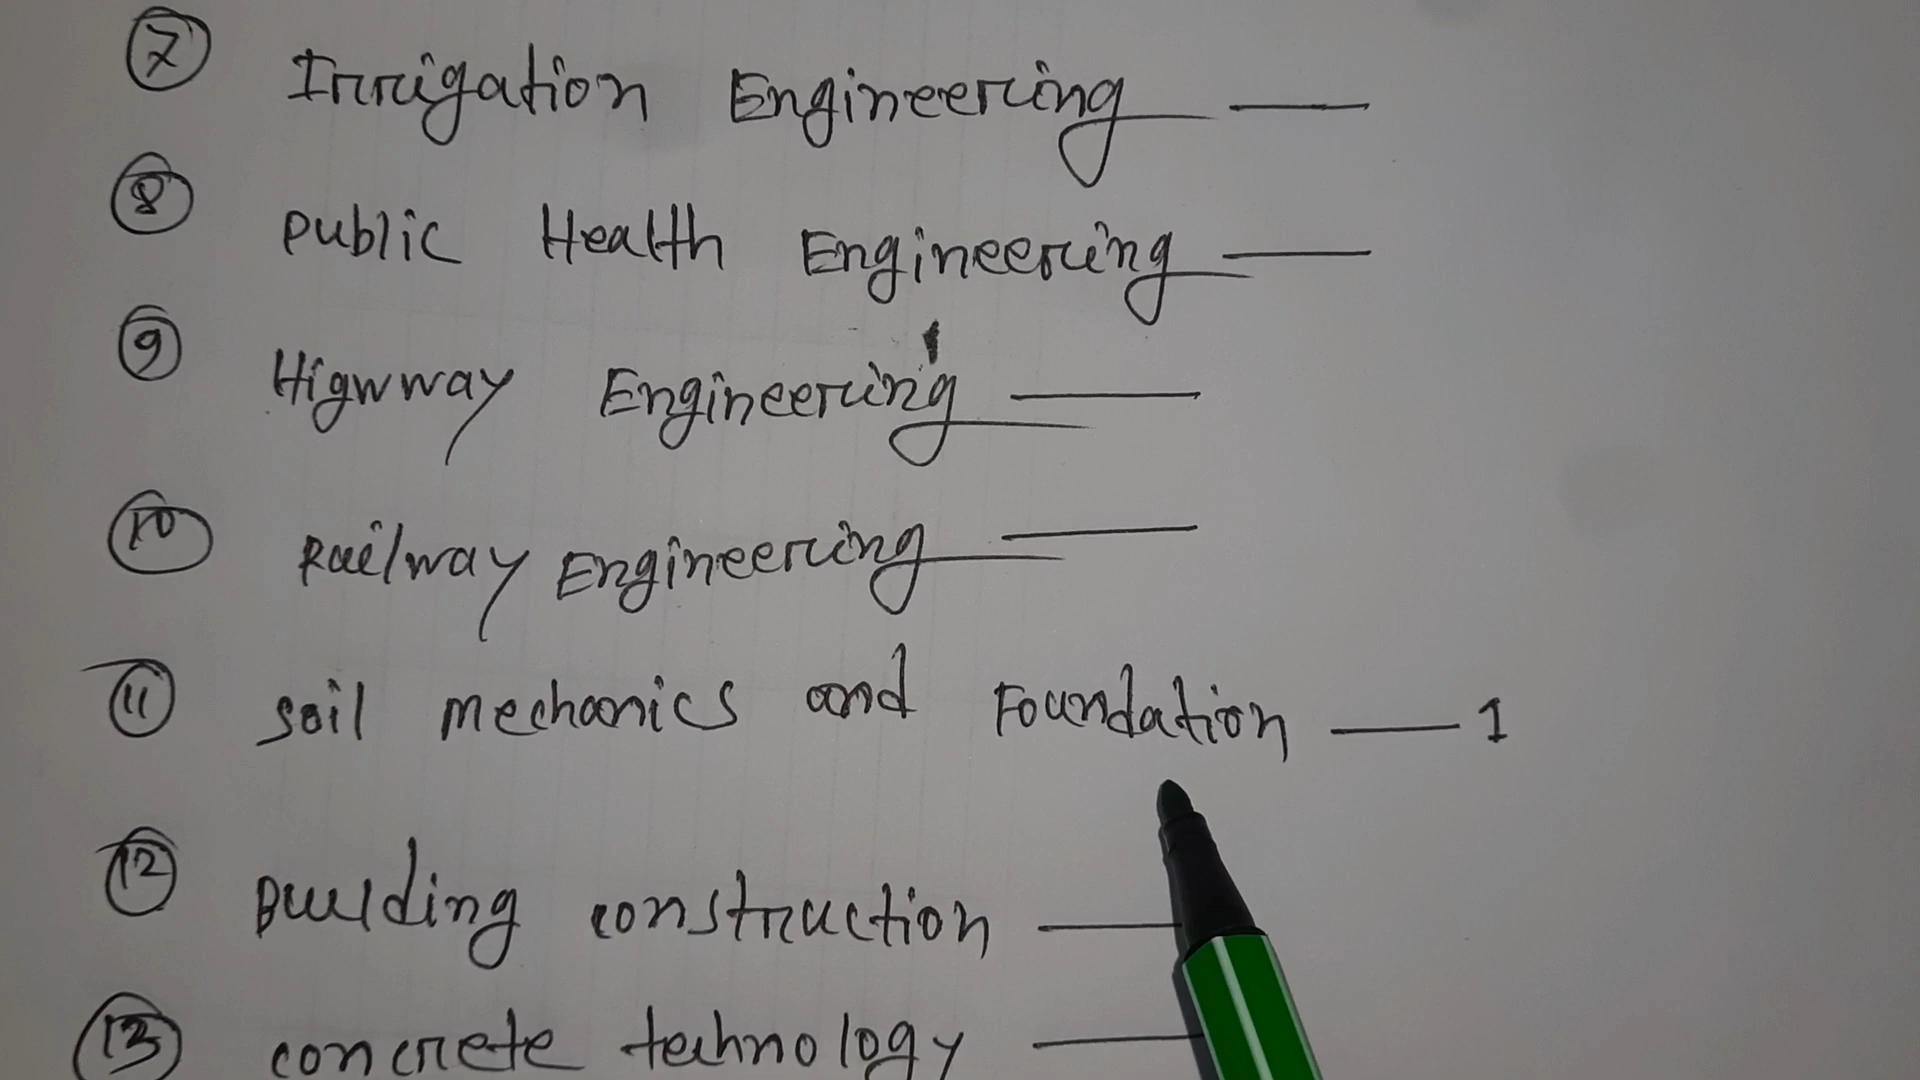 7 Irrigation Engineering —
8 Public Health Engineering —
9 Higwway Engineering —
10 Railway Engineering —
11 Soil mechanics and Foundation — 1
12 Building construction —
13 concrete technology —